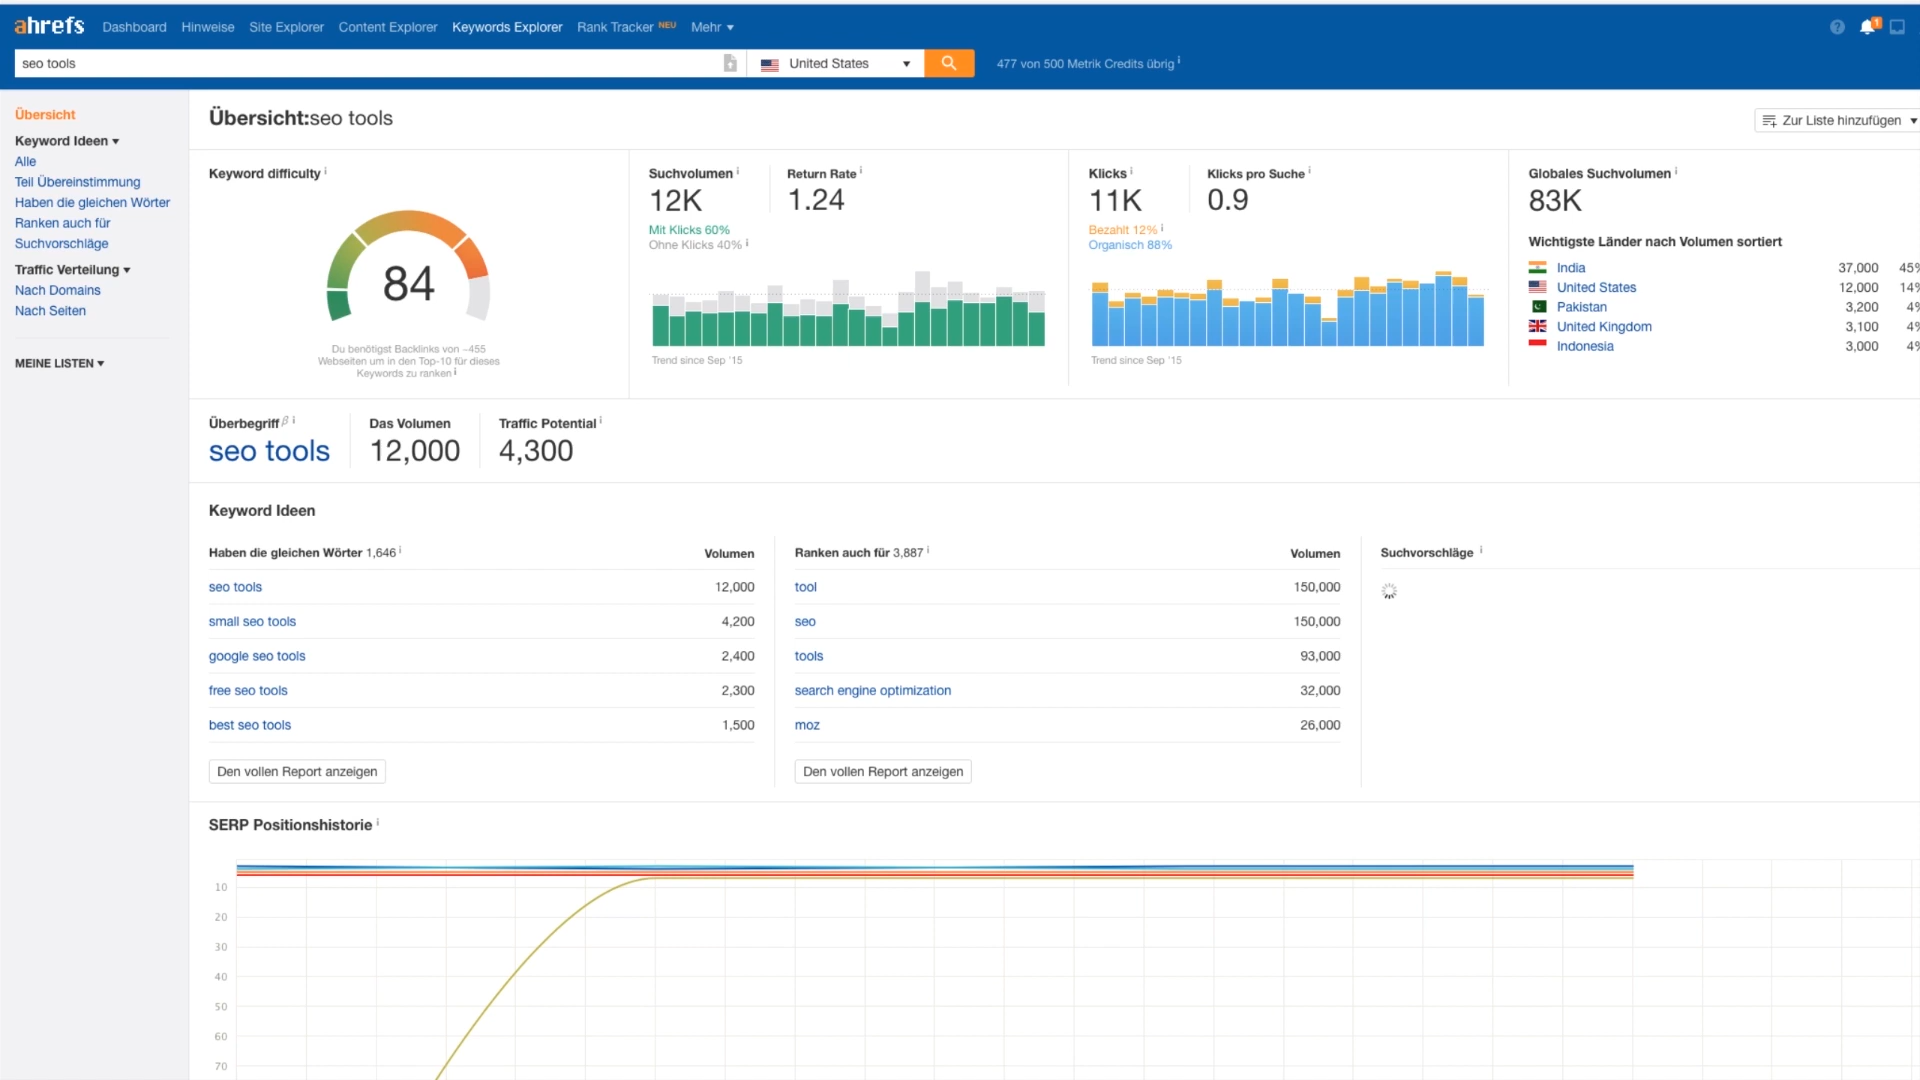 ahrefs Dashboard Hinweise Site Explorer Content Explorer Keywords Explorer Rank Tracker NEU Mehr
1
seo tools United States 477 von 500 Metrik Credits übrig i
Übersicht
Keyword Ideen
Alle
Teil Übereinstimmung
Haben die gleichen Wörter
Ranken auch für
Suchvorschläge
Traffic Verteilung
Nach Domains
Nach Seiten
MEINE LISTEN
Übersicht:seo tools
Zur Liste hinzufügen
Keyword difficulty i
84
Du benötigst Backlinks von ~455
Webseiten um in den Top-10 für dieses
Keywords zu ranken i
Suchvolumen i
12K
Mit Klicks 60%
Ohne Klicks 40% i
Return Rate i
1.24
Trend since Sep '15
Klicks i
11K
Bezahlt 12% i
Organisch 88%
Klicks pro Suche i
0.9
Trend since Sep '15
Globales Suchvolumen i
83K
Wichtigste Länder nach Volumen sortiert
India 37,000 45%
United States 12,000 14%
Pakistan 3,200 4%
United Kingdom 3,100 4%
Indonesia 3,000 4%
Überbegriff β i
seo tools
Das Volumen
12,000
Traffic Potential i
4,300
Keyword Ideen
Haben die gleichen Wörter 1,646 i Volumen
seo tools 12,000
small seo tools 4,200
google seo tools 2,400
free seo tools 2,300
best seo tools 1,500
Den vollen Report anzeigen
Ranken auch für 3,887 i Volumen
tool 150,000
seo 150,000
tools 93,000
search engine optimization 32,000
moz 26,000
Den vollen Report anzeigen
Suchvorschläge i
SERP Positionshistorie i
10
20
30
40
50
60
70